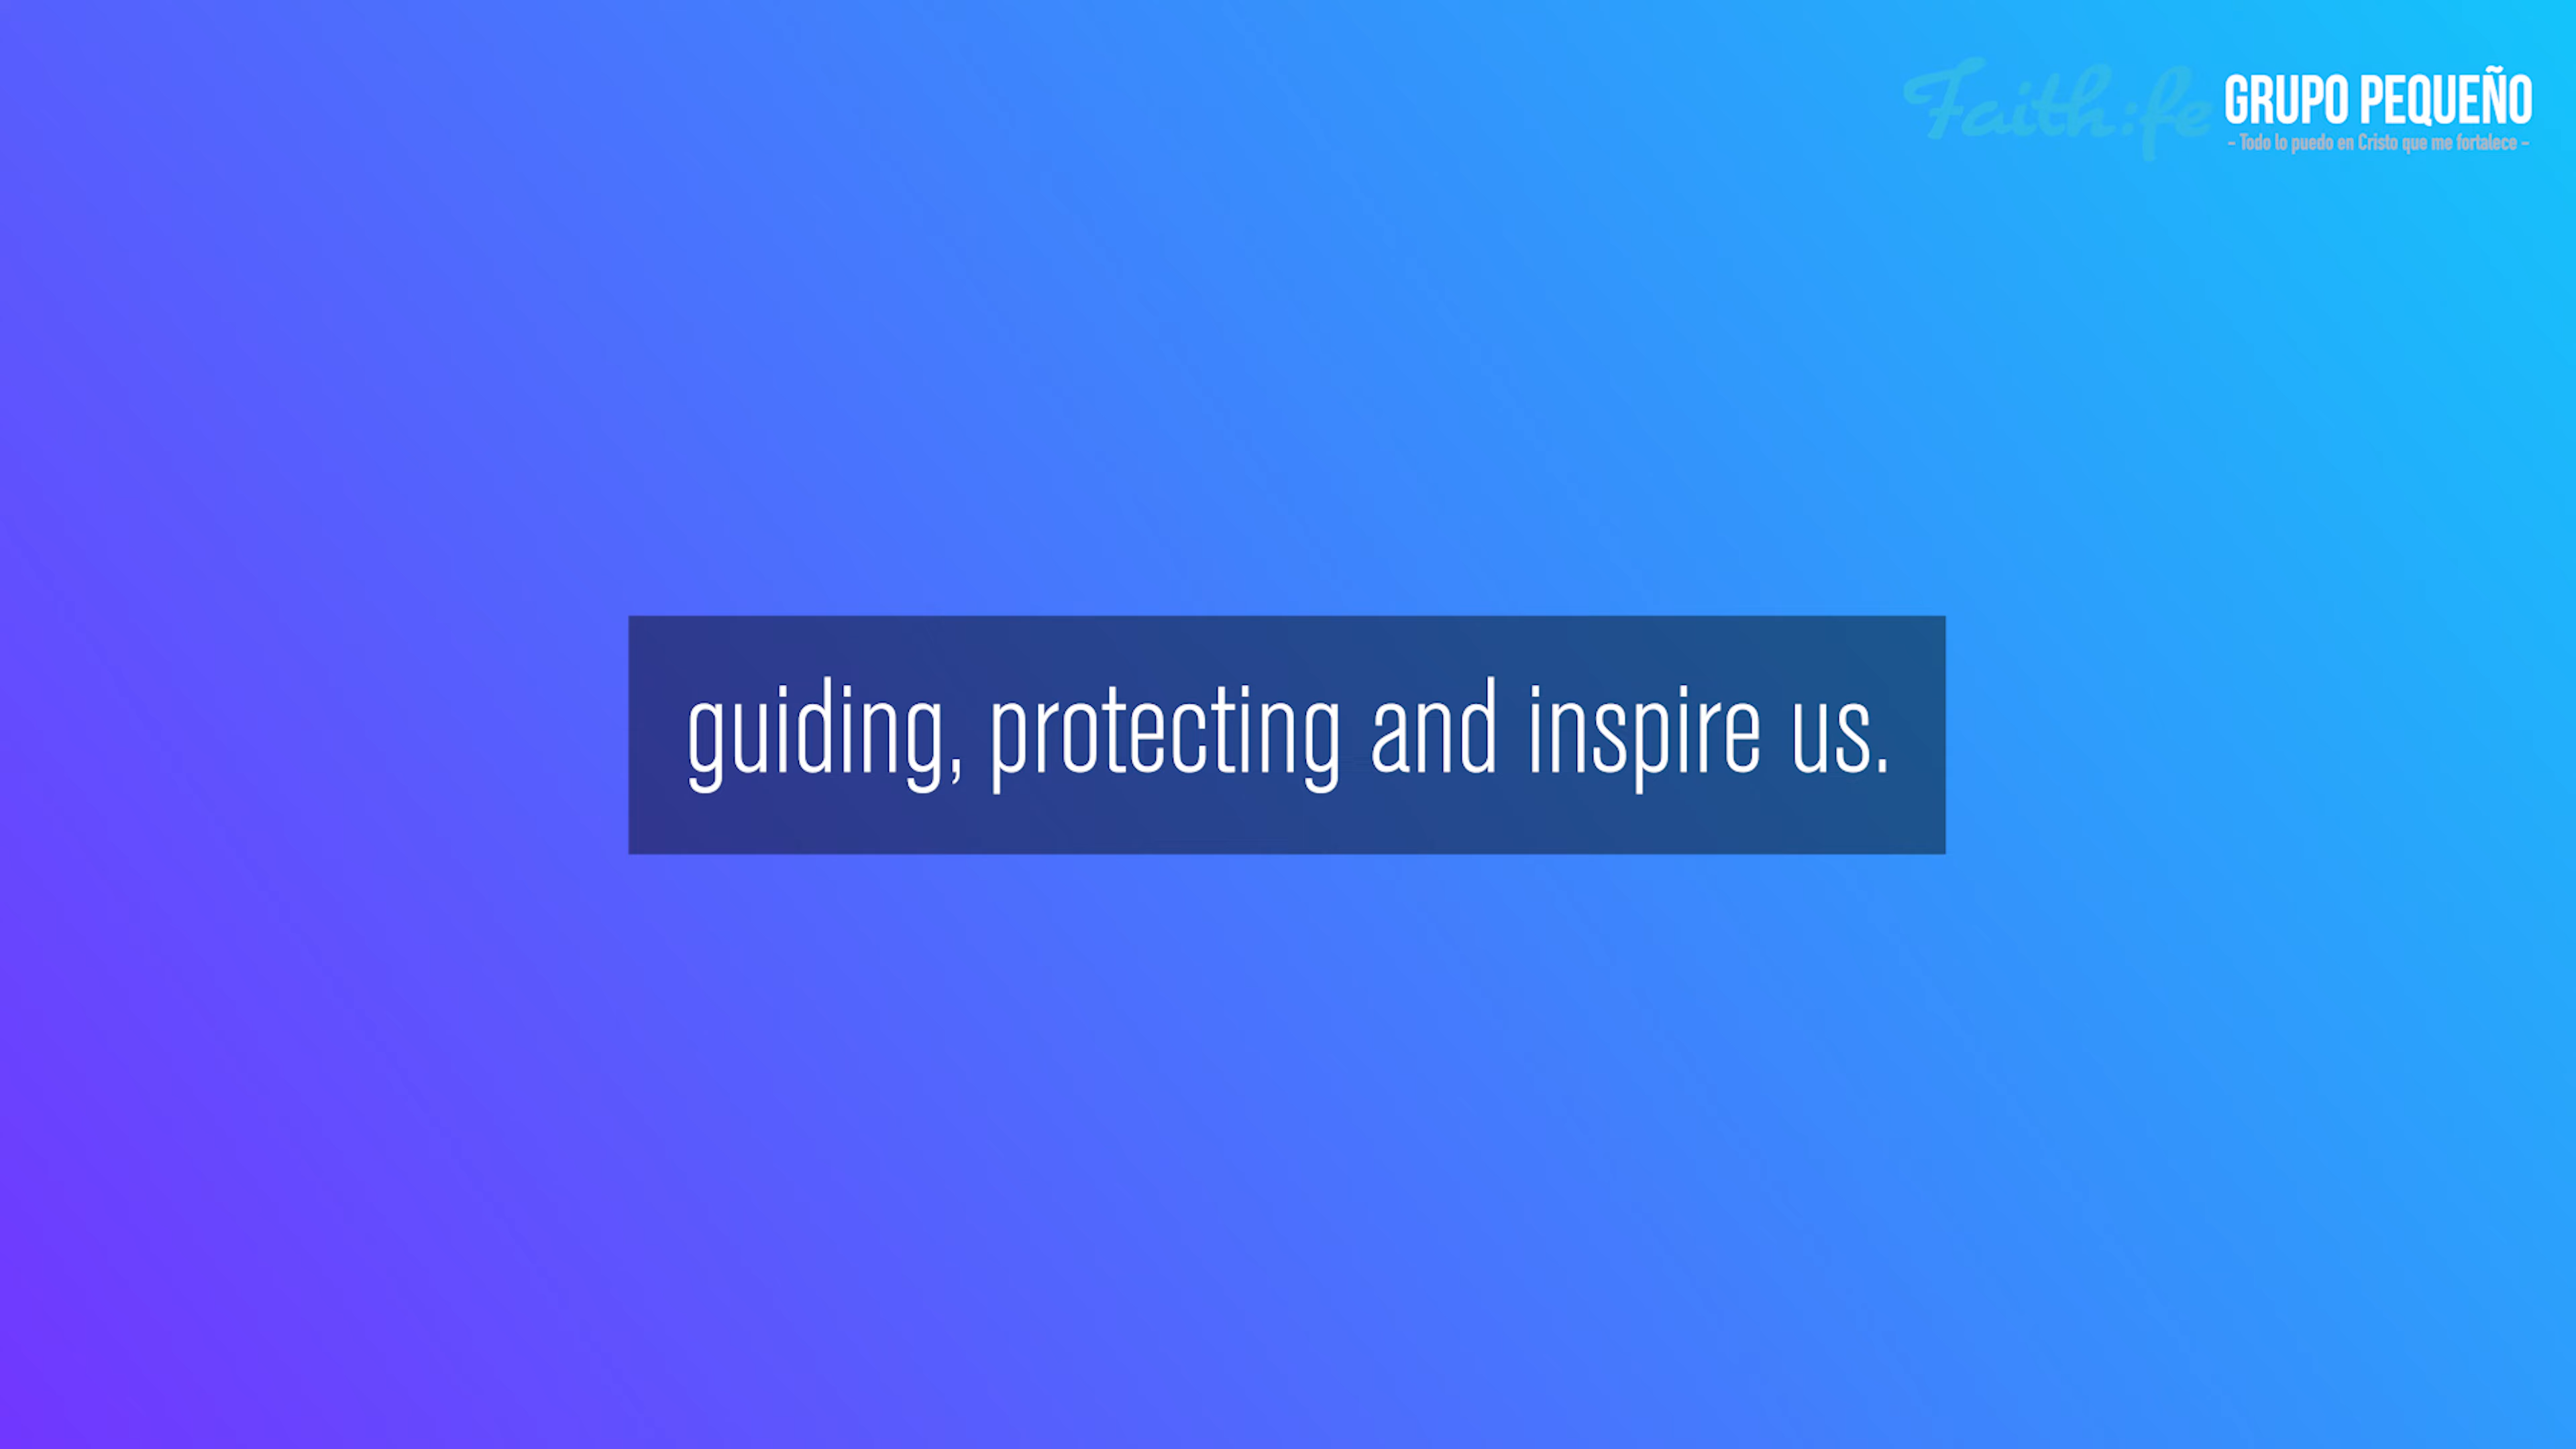 Faith:fe GRUPO PEQUEÑO
- Todo lo puedo en Cristo que me fortalece -
guiding, protecting and inspire us.